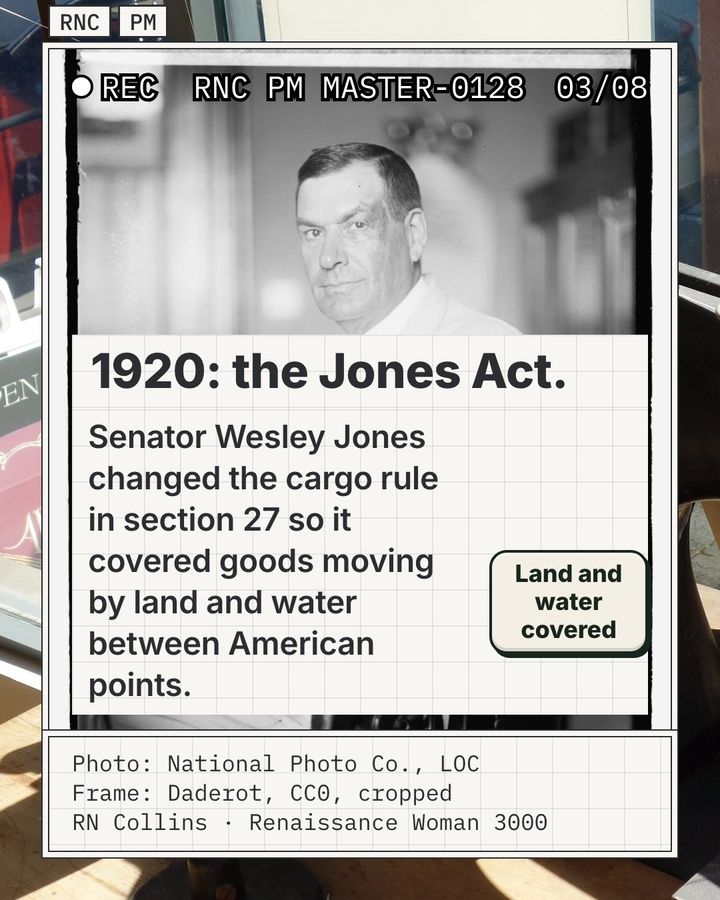 RNC PM
REC RNC PM MASTER-0128 03/08
1920: the Jones Act.
Senator Wesley Jones
changed the cargo rule
in section 27 so it
covered goods moving
by land and water
between American
points.
Land and
water
covered
Photo: National Photo Co., LOC
Frame: Daderot, CC0, cropped
RN Collins · Renaissance Woman 3000